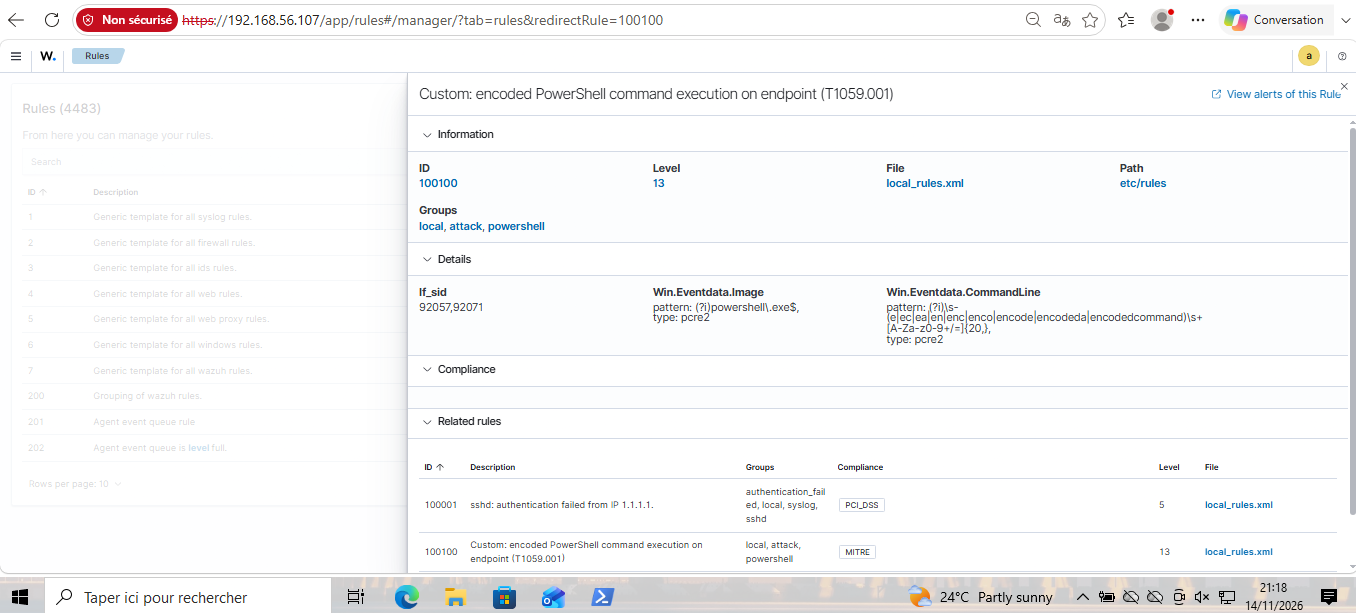 Non sécurisé
https://192.168.56.107/app/rules#/manager/?tab=rules&redirectRule=100100
Conversation
W.
Rules
a
Rules (4483)
From here you can manage your rules.
Search
ID Description
1 Generic template for all syslog rules.
2 Generic template for all firewall rules.
3 Generic template for all ids rules.
4 Generic template for all web rules.
5 Generic template for all web proxy rules.
6 Generic template for all windows rules.
7 Generic template for all wazuh rules.
200 Grouping of wazuh rules.
201 Agent event queue rule
202 Agent event queue is level full.
Rows per page: 10
Custom: encoded PowerShell command execution on endpoint (T1059.001)
View alerts of this Rule
Information
ID Level File Path
100100 13 local_rules.xml etc/rules
Groups
local, attack, powershell
Details
If_sid Win.Eventdata.Image Win.Eventdata.CommandLine
92057,92071
pattern: (?i)powershell\.exe$,
type: pcre2
pattern: (?i)\s-
(e|ec|ea|en|enc|enco|encode|encodeda|encodedcommand)\s+
[A-Za-z0-9+/=]{20,},
type: pcre2
Compliance
Related rules
ID Description Groups Compliance Level File
100001 sshd: authentication failed from IP 1.1.1.1.
authentication_fail
ed, local, syslog,
sshd
PCI_DSS
5 local_rules.xml
100100
Custom: encoded PowerShell command execution on
endpoint (T1059.001)
local, attack,
powershell
MITRE
13 local_rules.xml
Taper ici pour rechercher
24°C Partly sunny
21:18
14/11/2026